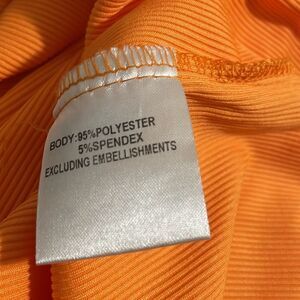 BODY:95%POLYESTER
5%SPENDEX
EXCLUDING EMBELLISHMENTS